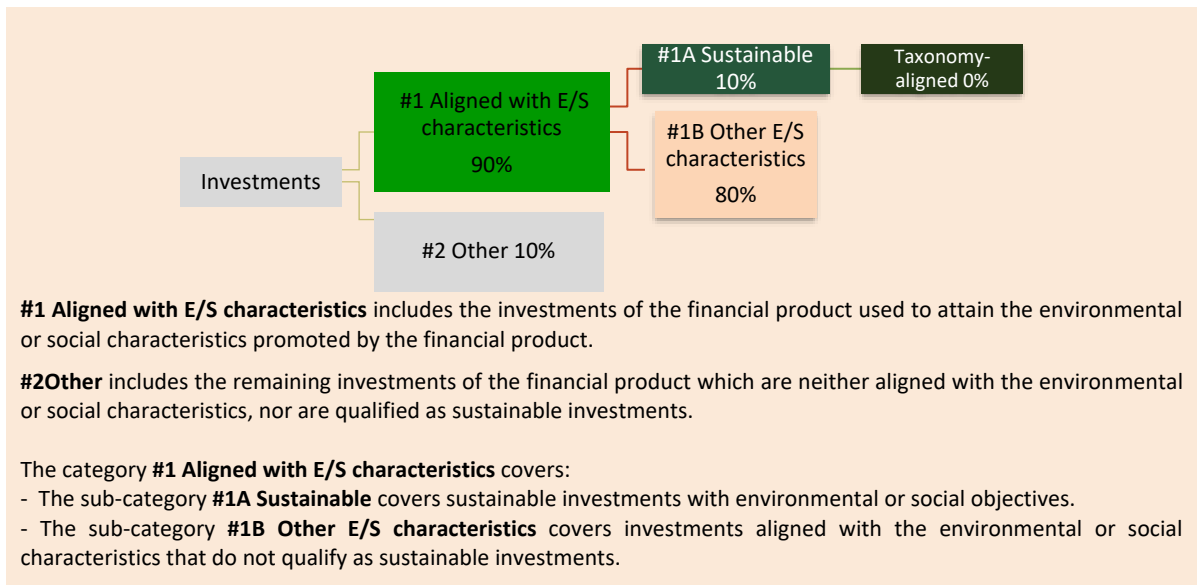 #1A Sustainable
10%
Taxonomy-
aligned 0%
#1 Aligned with E/S
characteristics
90%
#1B Other E/S
characteristics
80%
Investments
#2 Other 10%
#1 Aligned with E/S characteristics includes the investments of the financial product used to attain the environmental
or social characteristics promoted by the financial product.
#2Other includes the remaining investments of the financial product which are neither aligned with the environmental
or social characteristics, nor are qualified as sustainable investments.
The category #1 Aligned with E/S characteristics covers:
- The sub-category #1A Sustainable covers sustainable investments with environmental or social objectives.
- The sub-category #1B Other E/S characteristics covers investments aligned with the environmental or social
characteristics that do not qualify as sustainable investments.